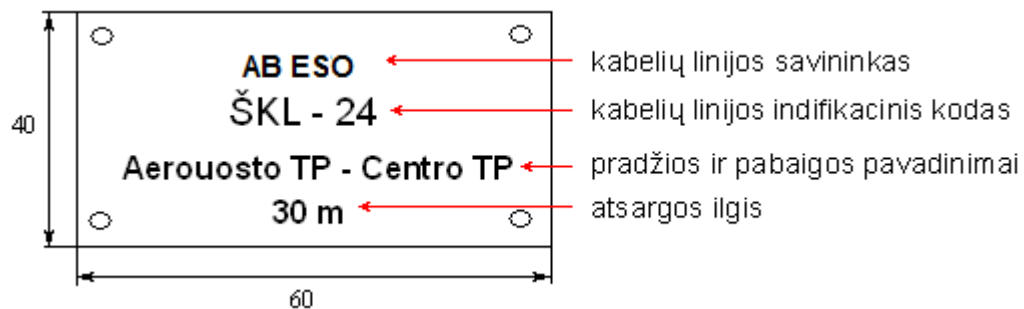 AB ESO kabelių linijos savininkas
ŠKL - 24 kabelių linijos indifikacinis kodas
40
Aerouosto TP - Centro TP pradžios ir pabaigos pavadinimai
30 m atsargos ilgis
60